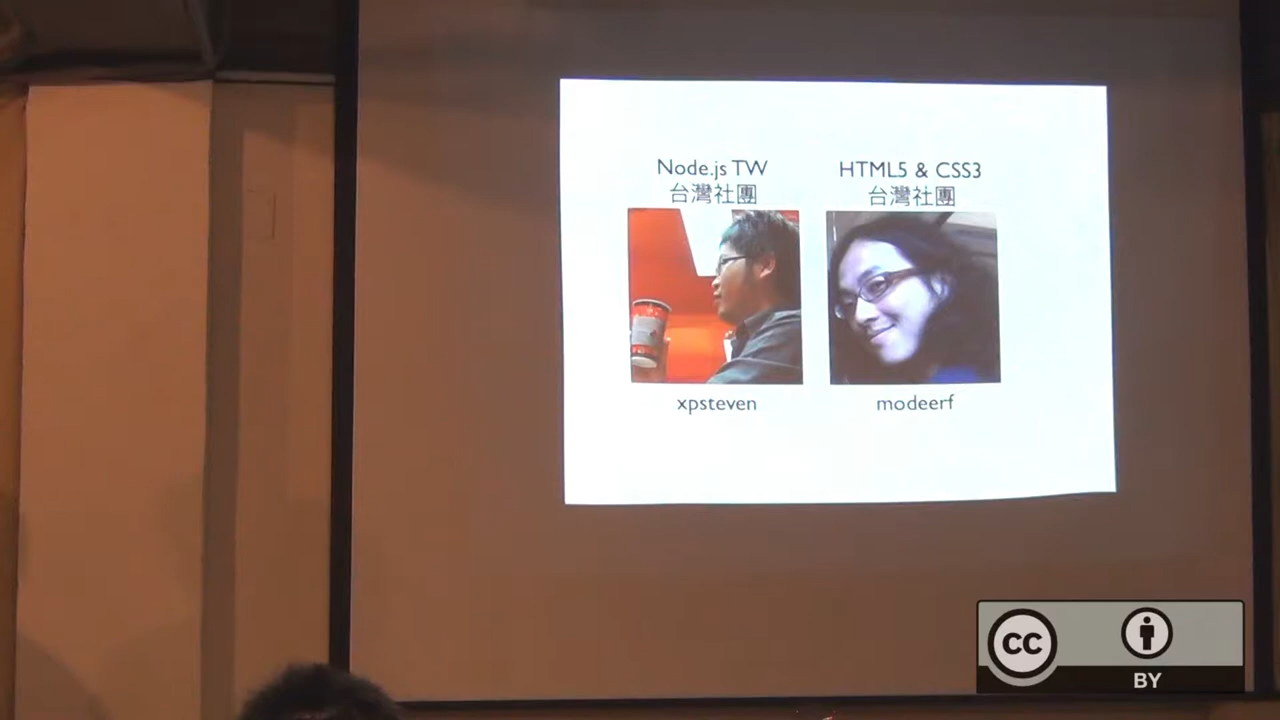 Node.js TW
台灣社團
HTML5 & CSS3
台灣社團
xpsteven
modeerf
CC
BY